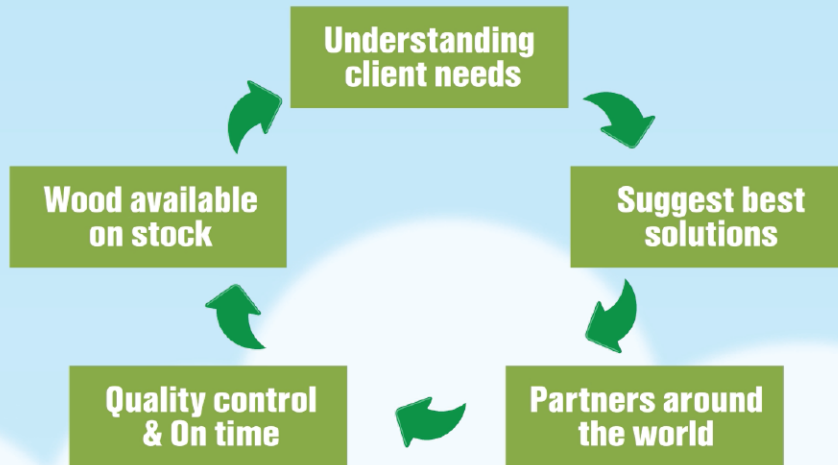 Understanding
client needs
Suggest best
solutions
Partners around
the world
Quality control
& On time
Wood available
on stock